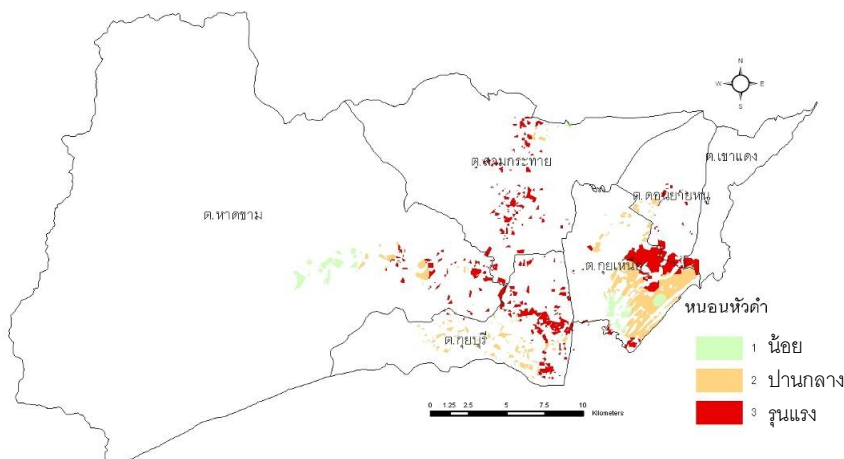 N
W E
S
ต.เขาแดง
ต.สามกระทาย
ต.ดอนยายหนู
ต.หาดขาม
ต.กุยเหนือ
ต.กุยบุรี
หนอนหัวดำ
1 น้อย
2 ปานกลาง
3 รุนแรง
0 1.25 2.5 5 7.5 10
Kilometers